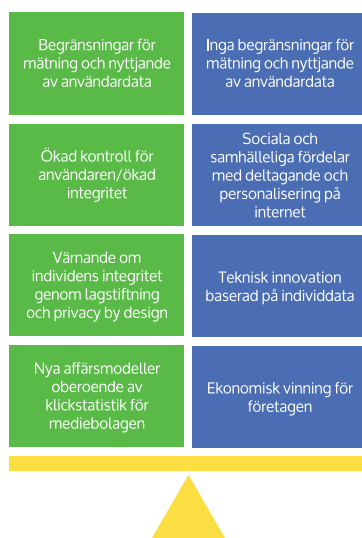 Begränsningar för
mätning och nyttjande
av användardata
Inga begränsningar för
mätning och nyttjande
av användardata
Ökad kontroll för
användaren/ökad
integritet
Sociala och
samhälleliga fördelar
med deltagande och
personalisering på
internet
Värnande om
individens integritet
genom lagstiftning
och privacy by design
Teknisk innovation
baserad på individdata
Nya affärsmodeller
oberoende av
klickstatistik för
mediebolagen
Ekonomisk vinning för
företagen